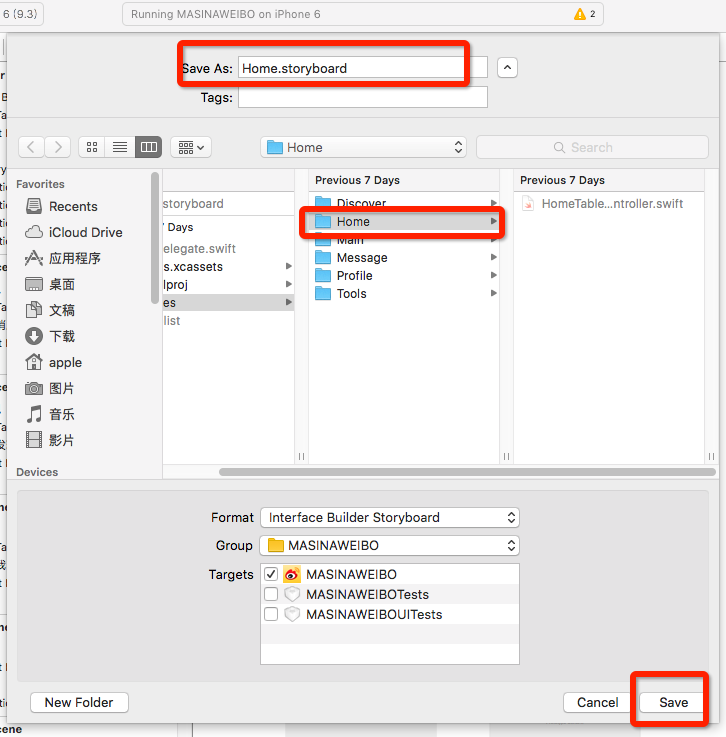 6 (9.3)
Running MASINAWEIBO on iPhone 6
2
Save As: Home.storyboard
Tags:
Home
Search
Favorites
Recents
iCloud Drive
应用程序
桌面
文稿
下载
apple
图片
音乐
影片
Devices
storyboard
Days
elegate.swift
s.xcassets
lproj
es
list
Previous 7 Days
Discover
Home
Main
Message
Profile
Tools
Previous 7 Days
HomeTable...ntroller.swift
Format Interface Builder Storyboard
Group MASINAWEIBO
Targets MASINAWEIBO
MASINAWEIBOTests
MASINAWEIBOUITests
New Folder
Cancel
Save